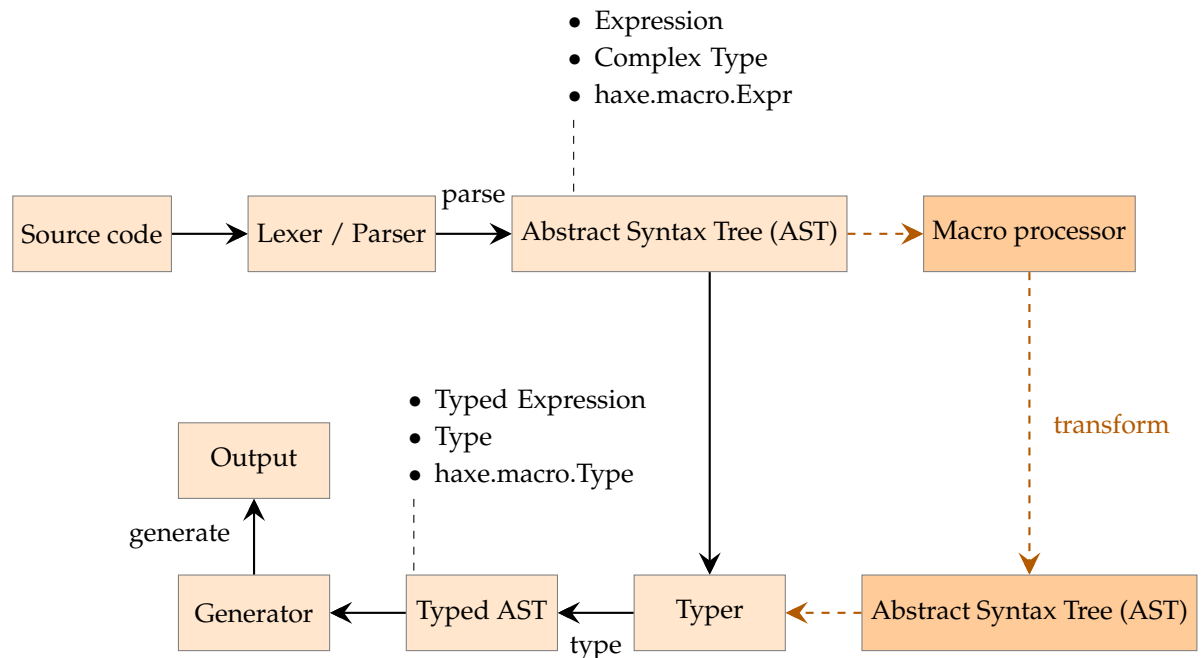 • Expression
• Complex Type
• haxe.macro.Expr
parse
Source code
Lexer / Parser
Abstract Syntax Tree (AST)
Macro processor
• Typed Expression
• Type
• haxe.macro.Type
transform
Output
generate
Generator
Typed AST
Typer
Abstract Syntax Tree (AST)
type